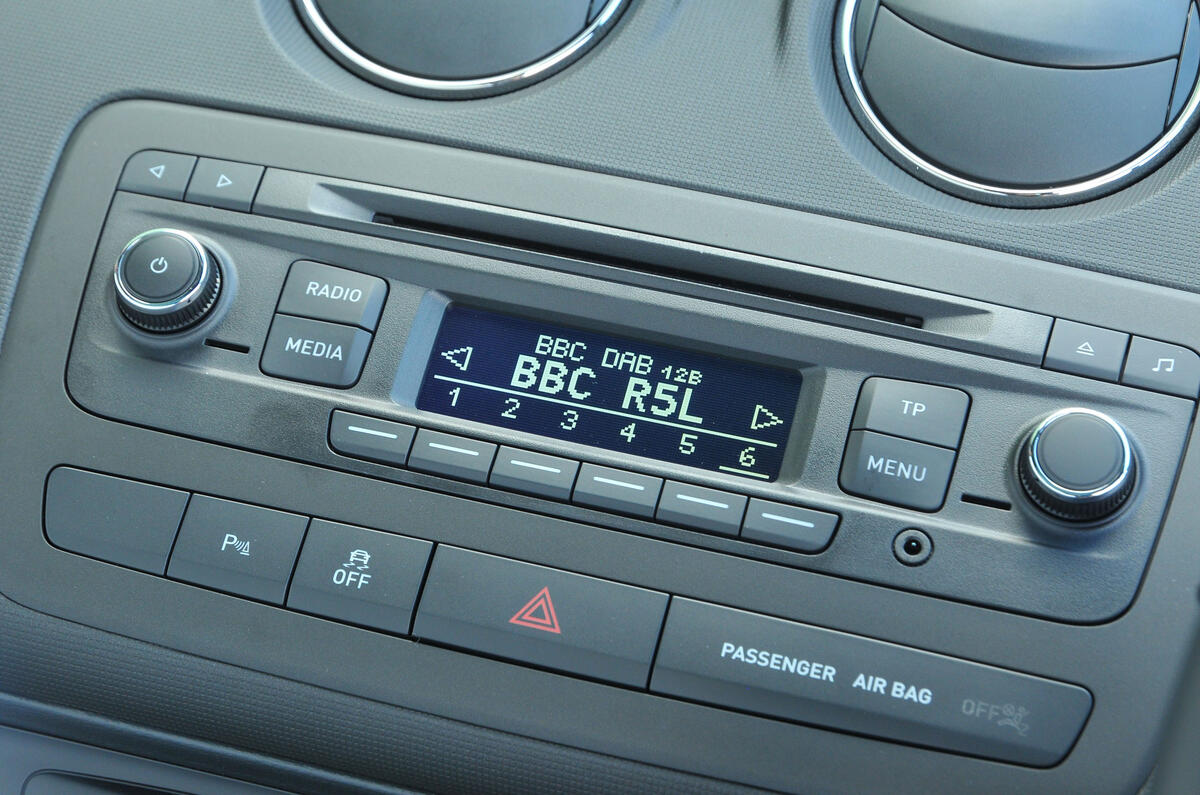 RADIO
MEDIA
BBC DAB 12B
BBC R5L
1 2 3 4 5 6
TP
MENU
P
OFF
PASSENGER AIR BAG OFF